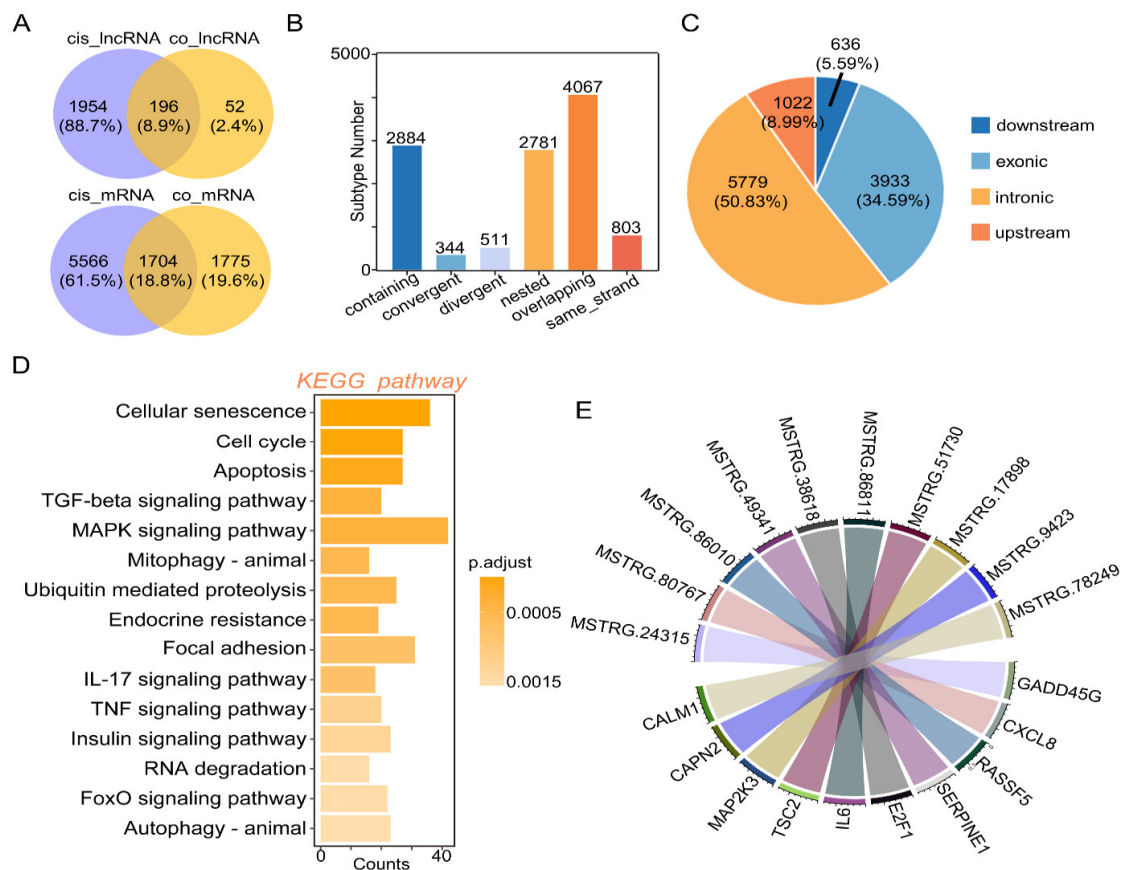 A
cis_lncRNA co_lncRNA
1954 196 52
(88.7%) (8.9%) (2.4%)
cis_mRNA co_mRNA
5566 1704 1775
(61.5%) (18.8%) (19.6%)
B
5000
0
Subtype Number
2884
344
511
2781
4067
803
containing
convergent
divergent
nested
overlapping
same_strand
C
636
(5.59%)
1022
(8.99%)
5779
(50.83%)
3933
(34.59%)
downstream
exonic
intronic
upstream
D
KEGG pathway
Cellular senescence
Cell cycle
Apoptosis
TGF-beta signaling pathway
MAPK signaling pathway
Mitophagy - animal
Ubiquitin mediated proteolysis
Endocrine resistance
Focal adhesion
IL-17 signaling pathway
TNF signaling pathway
Insulin signaling pathway
RNA degradation
FoxO signaling pathway
Autophagy - animal
0 40
Counts
p.adjust
0.0005
0.0015
E
MSTRG.24315
MSTRG.80767
MSTRG.86010
MSTRG.49341
MSTRG.38618
MSTRG.86811
MSTRG.51730
MSTRG.17898
MSTRG.9423
MSTRG.78249
GADD45G
CXCL8
RASSF5
SERPINE1
E2F1
IL6
TSC2
MAP2K3
CAPN2
CALM1